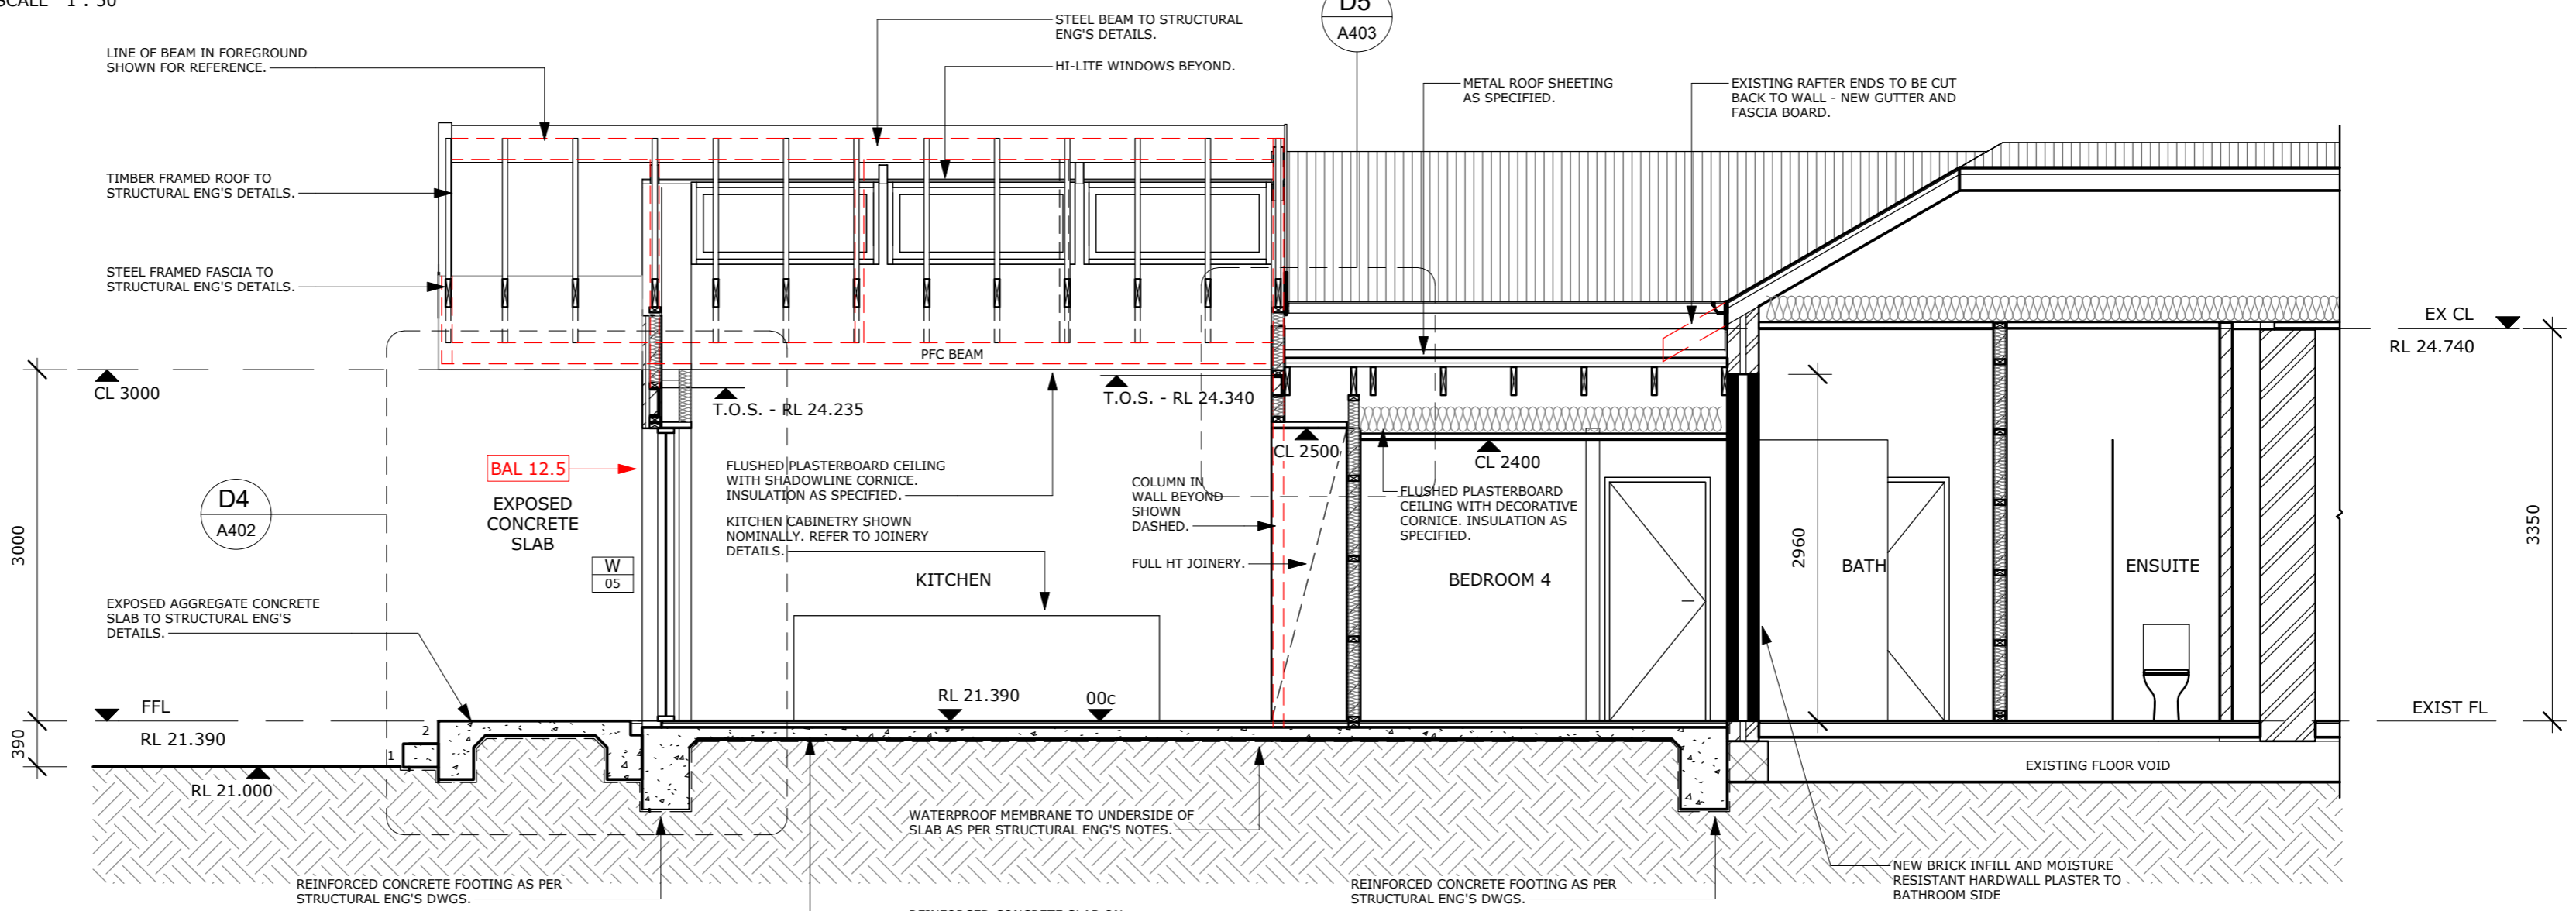 SCALE 1 : 50
D5
A403
STEEL BEAM TO STRUCTURAL
ENG'S DETAILS.
LINE OF BEAM IN FOREGROUND
SHOWN FOR REFERENCE.
HI-LITE WINDOWS BEYOND.
METAL ROOF SHEETING
AS SPECIFIED.
EXISTING RAFTER ENDS TO BE CUT
BACK TO WALL - NEW GUTTER AND
FASCIA BOARD.
TIMBER FRAMED ROOF TO
STRUCTURAL ENG'S DETAILS.
STEEL FRAMED FASCIA TO
STRUCTURAL ENG'S DETAILS.
EX CL
RL 24.740
PFC BEAM
CL 3000
T.O.S. - RL 24.235
T.O.S. - RL 24.340
CL 2500
CL 2400
BAL 12.5
EXPOSED
CONCRETE
SLAB
D4
A402
FLUSHED PLASTERBOARD CEILING
WITH SHADOWLINE CORNICE.
INSULATION AS SPECIFIED.
KITCHEN CABINETRY SHOWN
NOMINALLY. REFER TO JOINERY
DETAILS.
COLUMN IN
WALL BEYOND
SHOWN
DASHED.
FULL HT JOINERY.
FLUSHED PLASTERBOARD
CEILING WITH DECORATIVE
CORNICE. INSULATION AS
SPECIFIED.
3000
2960
3350
W
05
KITCHEN
BEDROOM 4
BATH
ENSUITE
EXPOSED AGGREGATE CONCRETE
SLAB TO STRUCTURAL ENG'S
DETAILS.
RL 21.390
00c
FFL
RL 21.390
EXIST FL
390
2
1
RL 21.000
EXISTING FLOOR VOID
WATERPROOF MEMBRANE TO UNDERSIDE OF
SLAB AS PER STRUCTURAL ENG'S NOTES.
REINFORCED CONCRETE FOOTING AS PER
STRUCTURAL ENG'S DWGS.
REINFORCED CONCRETE SLAB ON
REINFORCED CONCRETE FOOTING AS PER
STRUCTURAL ENG'S DWGS.
NEW BRICK INFILL AND MOISTURE
RESISTANT HARDWALL PLASTER TO
BATHROOM SIDE